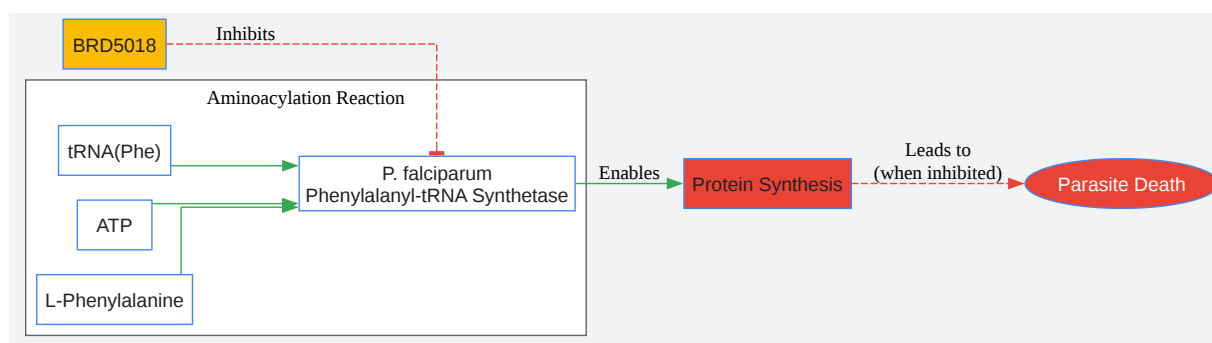 BRD5018
Inhibits
Aminoacylation Reaction
tRNA(Phe)
P. falciparum
Phenylalanyl-tRNA Synthetase
ATP
L-Phenylalanine
Enables
Protein Synthesis
Leads to
(when inhibited)
Parasite Death